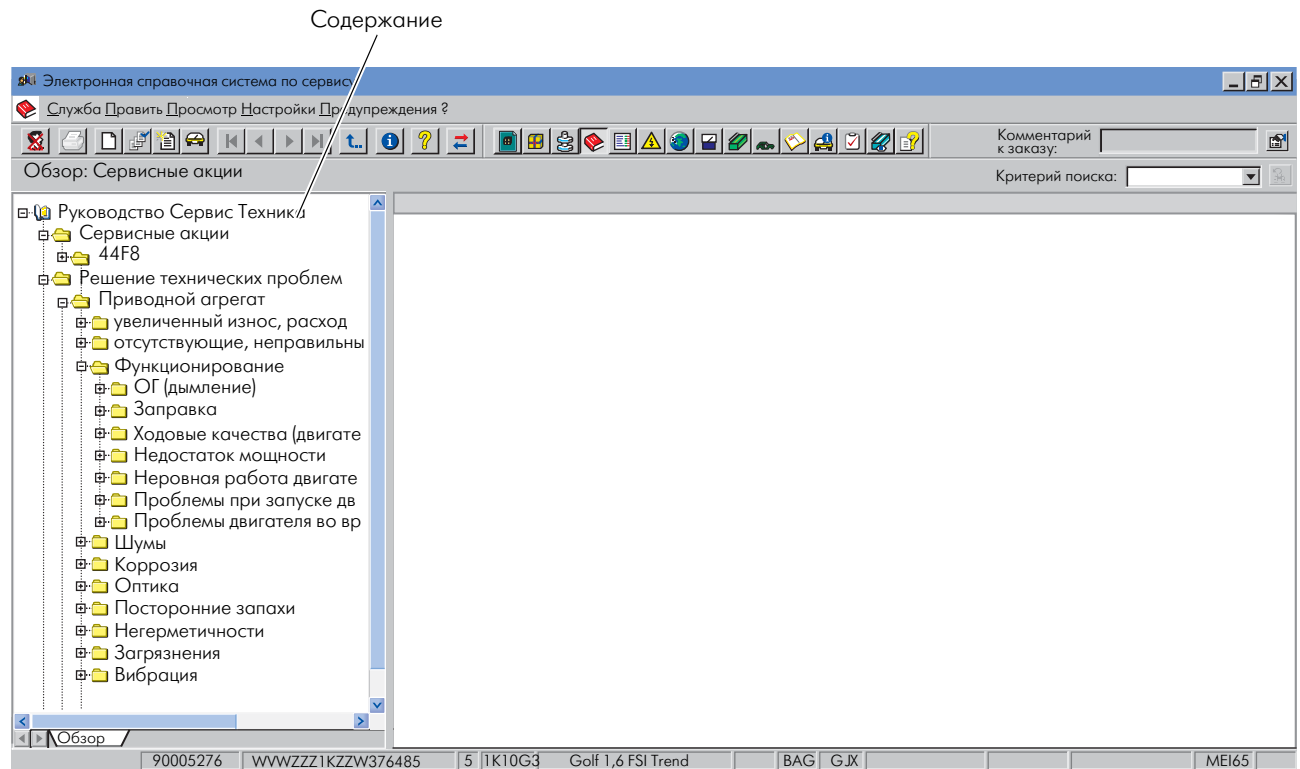 Содержание
Электронная справочная система по сервису
Служба Править Просмотр Настройки Предупреждения ?
Комментарий
к заказу:
Обзор: Сервисные акции
Критерий поиска:
Руководство Сервис Техника
Сервисные акции
44F8
Решение технических проблем
Приводной агрегат
увеличенный износ, расход
отсутствующие, неправильны
Функционирование
ОГ (дымление)
Заправка
Ходовые качества (двигате
Недостаток мощности
Неровная работа двигате
Проблемы при запуске дв
Проблемы двигателя во вр
Шумы
Коррозия
Оптика
Посторонние запахи
Негерметичности
Загрязнения
Вибрация
Обзор
90005276 WVWZZZ1KZZW376485 5 1K10G3 Golf 1,6 FSI Trend BAG GJX MEI65